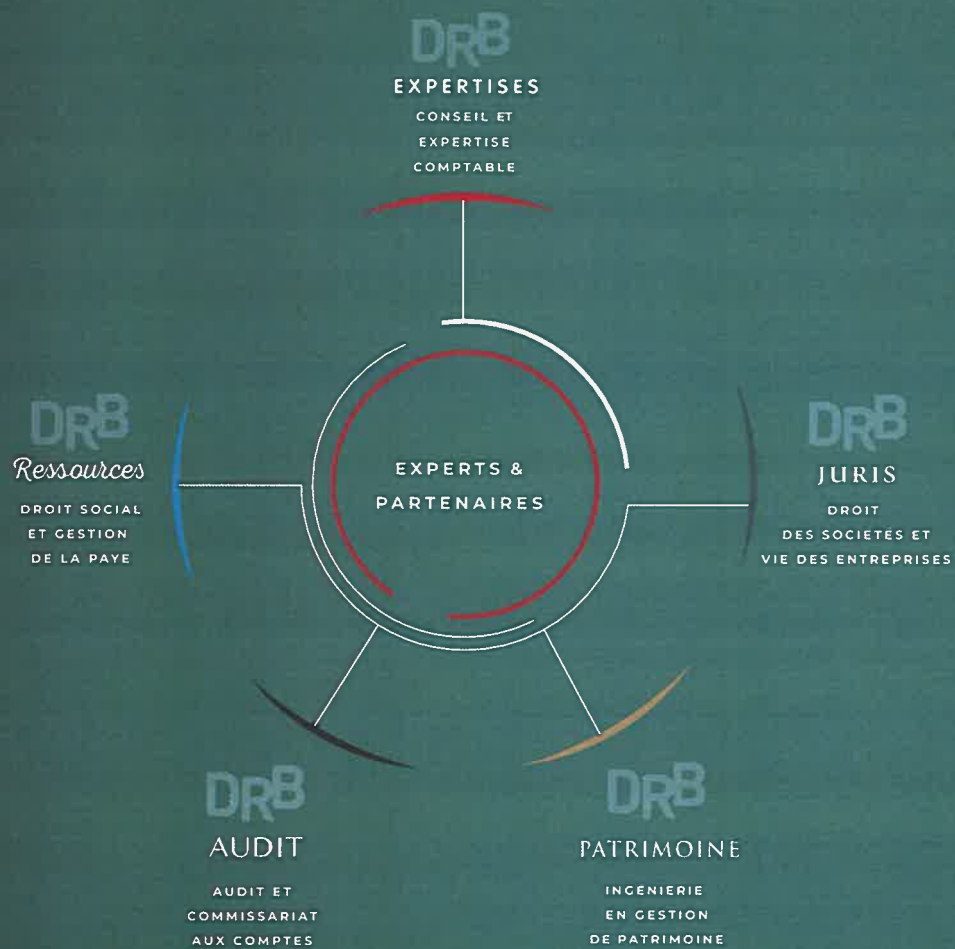 DRB
EXPERTISES
CONSEIL ET
EXPERTISE
COMPTABLE
EXPERTS &
PARTENAIRES
DRB
Ressources
DROIT SOCIAL
ET GESTION
DE LA PAYE
DRB
JURIS
DROIT
DES SOCIETES ET
VIE DES ENTREPRISES
DRB
AUDIT
AUDIT ET
COMMISSARIAT
AUX COMPTES
DRB
PATRIMOINE
INGENIERIE
EN GESTION
DE PATRIMOINE